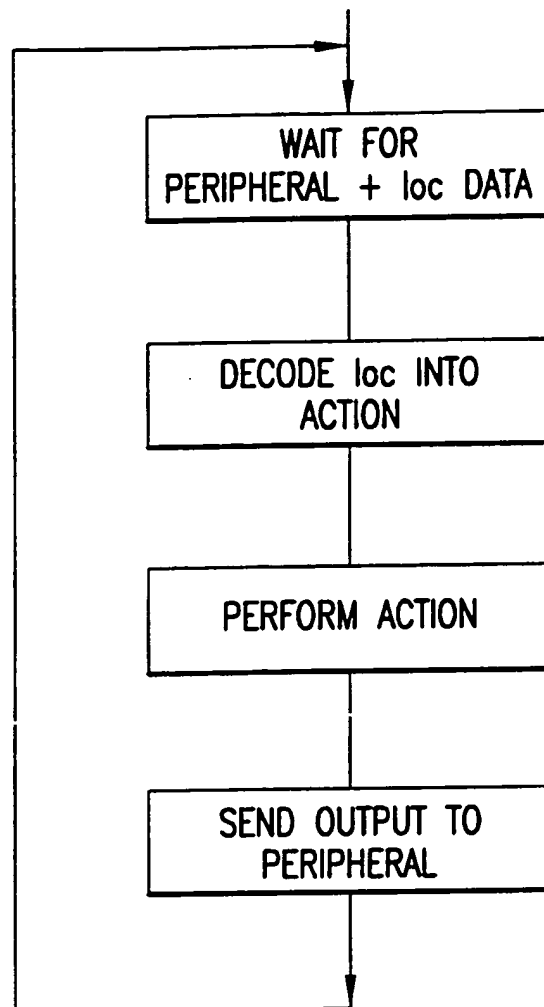 WAIT FOR
PERIPHERAL + loc DATA
DECODE loc INTO
ACTION
PERFORM ACTION
SEND OUTPUT TO
PERIPHERAL